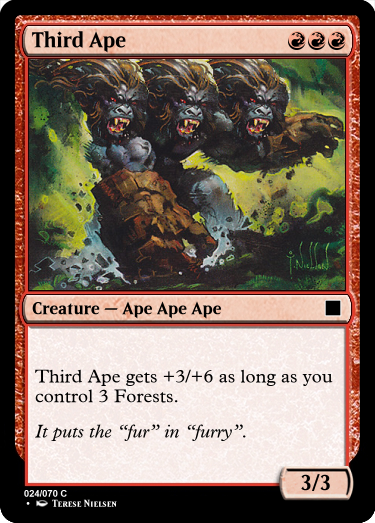 Third Ape
Creature — Ape Ape Ape
Third Ape gets +3/+6 as long as you
control 3 Forests.
It puts the “fur” in “furry”.
3/3
024/070 C
• Terese Nielsen